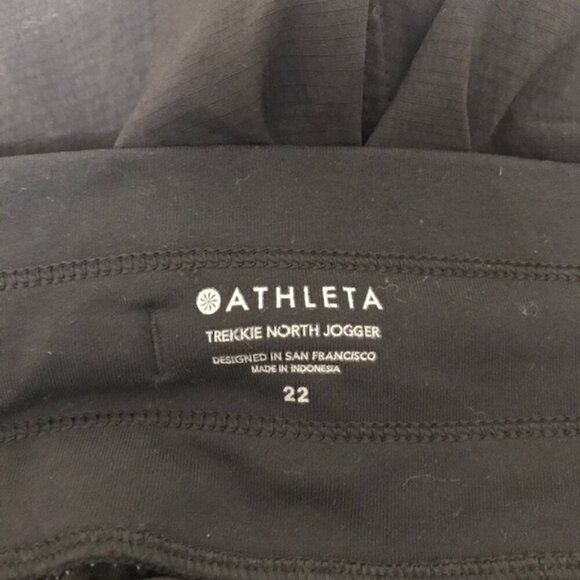 ATHLETA
TREKKIE NORTH JOGGER
DESIGNED IN SAN FRANCISCO
MADE IN INDONESIA
22